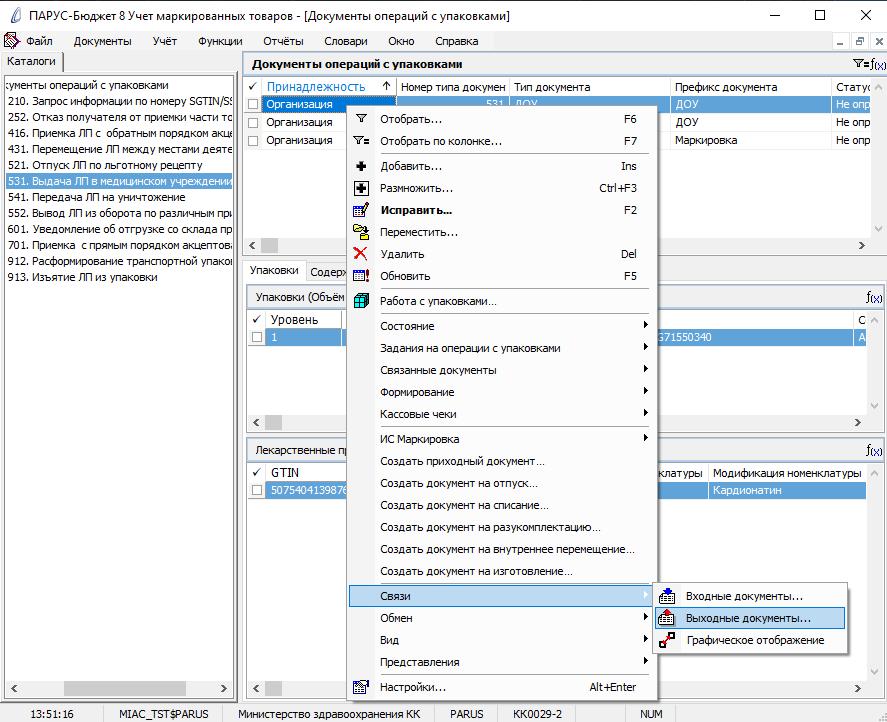 ПАРУС-Бюджет 8 Учет маркированных товаров - [Документы операций с упаковками]
Файл Документы Учёт Функции Отчёты Словари Окно Справка
Каталоги
Документы операций с упаковками
f(x)
кументы операций с упаковками
210. Запрос информации по номеру SGTIN/SS
252. Отказ получателя от приемки части то
416. Приемка ЛП с обратным порядком акце
431. Перемещение ЛП между местами деяте
521. Отпуск ЛП по льготному рецепту
531. Выдача ЛП в медицинском учреждении
541. Передача ЛП на уничтожение
552. Вывод ЛП из оборота по различным при
601. Уведомление об отгрузке со склада пр
701. Приемка с прямым порядком акцептова
912. Расформирование транспортной упаков
913. Изъятие ЛП из упаковки
Принадлежность Номер типа докумен Тип документа Префикс документа Статус
Организация 531 ДОУ ДОУ Не опр
Организация ДОУ Не опр
Организация Маркировка Не опр
Отобрать... F6
Отобрать по колонке... F7
Добавить... Ins
Размножить... Ctrl+F3
Исправить... F2
Переместить...
Удалить Del
Обновить F5
Работа с упаковками...
Состояние
Задания на операции с упаковками
Связанные документы
Формирование
Кассовые чеки
ИС Маркировка
Создать приходный документ...
Создать документ на отпуск...
Создать документ на списание...
Создать документ на разукомплектацию...
Создать документ на внутреннее перемещение...
Создать документ на изготовление...
Связи
Обмен
Вид
Представления
Настройки... Alt+Enter
Входные документы...
Выходные документы...
Графическое отображение
Упаковки Содерж
Упаковки (Объём f(x)
Уровень С
1 G71550340 А
Лекарственные пр f(x)
GTIN клатуры Модификация номенклатуры
5075404139876 Кардионатин
13:51:16 MIAC_TST$PARUS Министерство здравоохранения КК PARUS КК0029-2 NUM